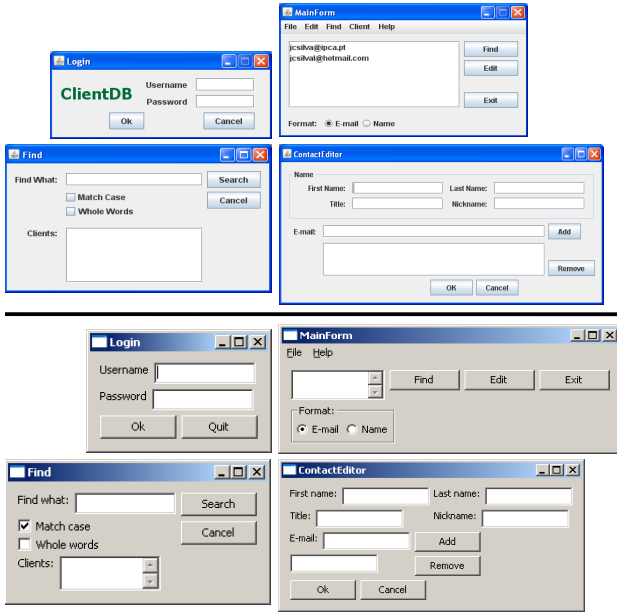 Login
ClientDB
Username
Password
Ok Cancel
MainForm
File Edit Find Client Help
jcsilva@ipca.pt
jcsilval@hotmail.com
Find
Edit
Exit
Format: E-mail Name
Find
Find What: Search
Match Case Cancel
Whole Words
Clients:
ContactEditor
Name
First Name: Last Name:
Title: Nickname:
E-mail: Add
Remove
OK Cancel
Login
Username
Password
Ok Quit
MainForm
File Help
Find Edit Exit
Format:
E-mail Name
Find
Find what: Search
Match case Cancel
Whole words
Clients:
ContactEditor
First name: Last name:
Title: Nickname:
E-mail: Add
Remove
Ok Cancel